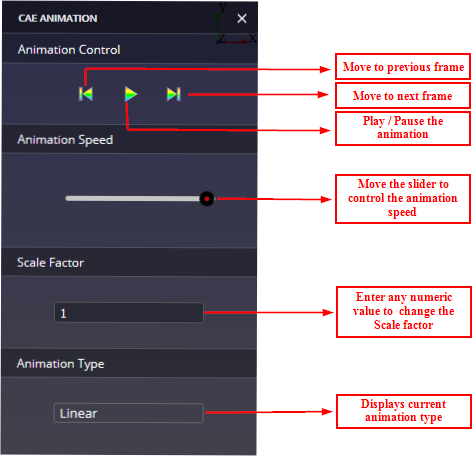 CAE ANIMATION
Y
Z
X
Animation Control
Move to previous frame
Move to next frame
Play / Pause the
animation
Animation Speed
Move the slider to
control the animation
speed
Scale Factor
1
Enter any numeric
value to change the
Scale factor
Animation Type
Linear
Displays current
animation type